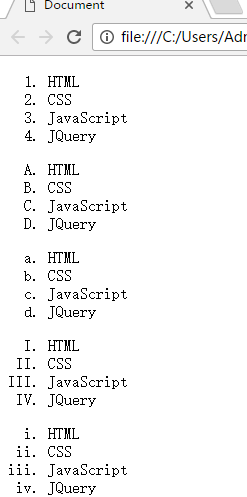 Document
file:///C:/Users/Adr
1. HTML
2. CSS
3. JavaScript
4. JQuery
A. HTML
B. CSS
C. JavaScript
D. JQuery
a. HTML
b. CSS
c. JavaScript
d. JQuery
I. HTML
II. CSS
III. JavaScript
IV. JQuery
i. HTML
ii. CSS
iii. JavaScript
iv. JQuery